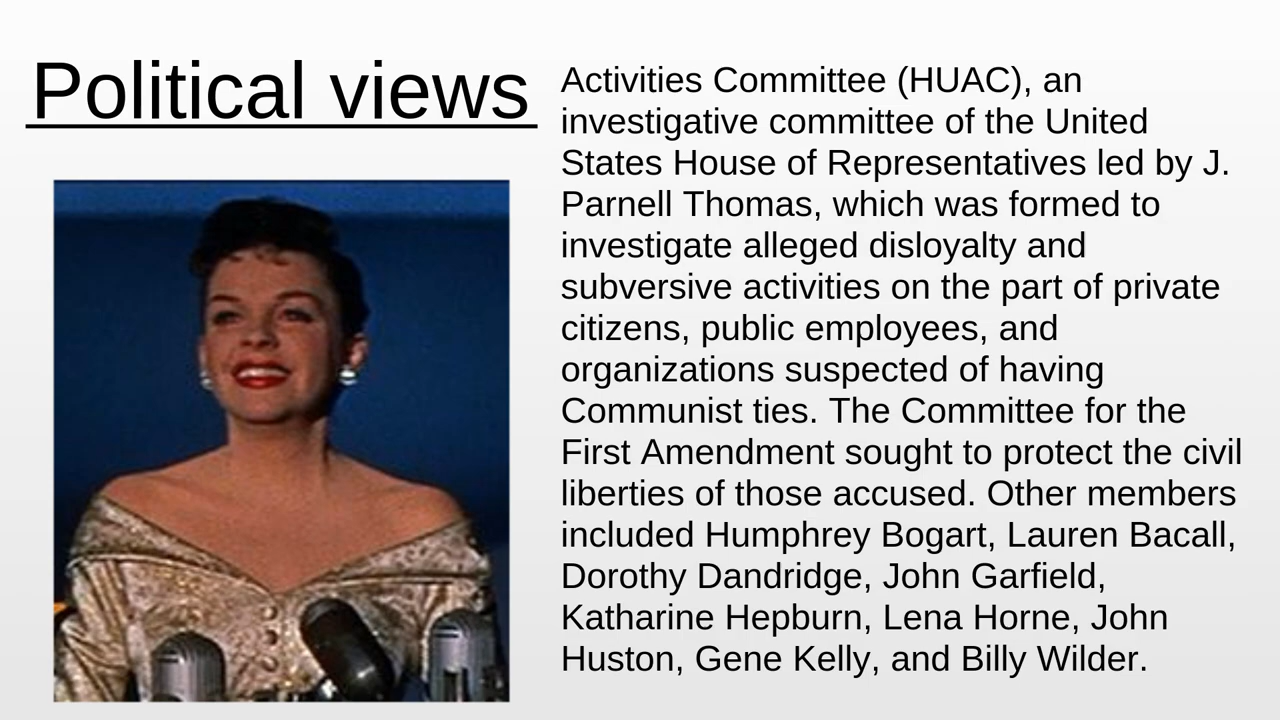 Political views
Activities Committee (HUAC), an
investigative committee of the United
States House of Representatives led by J.
Parnell Thomas, which was formed to
investigate alleged disloyalty and
subversive activities on the part of private
citizens, public employees, and
organizations suspected of having
Communist ties. The Committee for the
First Amendment sought to protect the civil
liberties of those accused. Other members
included Humphrey Bogart, Lauren Bacall,
Dorothy Dandridge, John Garfield,
Katharine Hepburn, Lena Horne, John
Huston, Gene Kelly, and Billy Wilder.